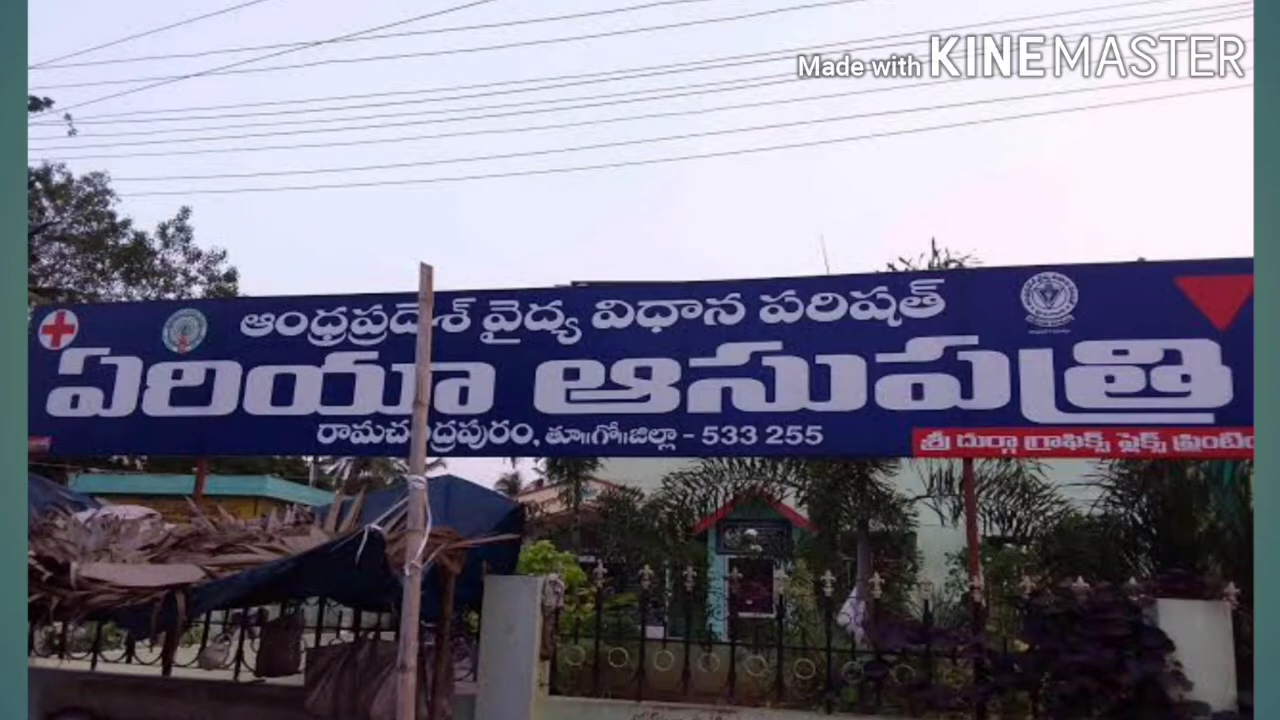 Made with KINEMASTER
ఆంధ్రప్రదేశ్ వైద్య విధాన పరిషత్
ఏరియా ఆసుపత్రి
రామచంద్రపురం, తూ॥గో॥జిల్లా - 533 255
శ్రీ దుర్గా గ్రాఫిక్స్ ఫ్లెక్స్ ప్రింటిం